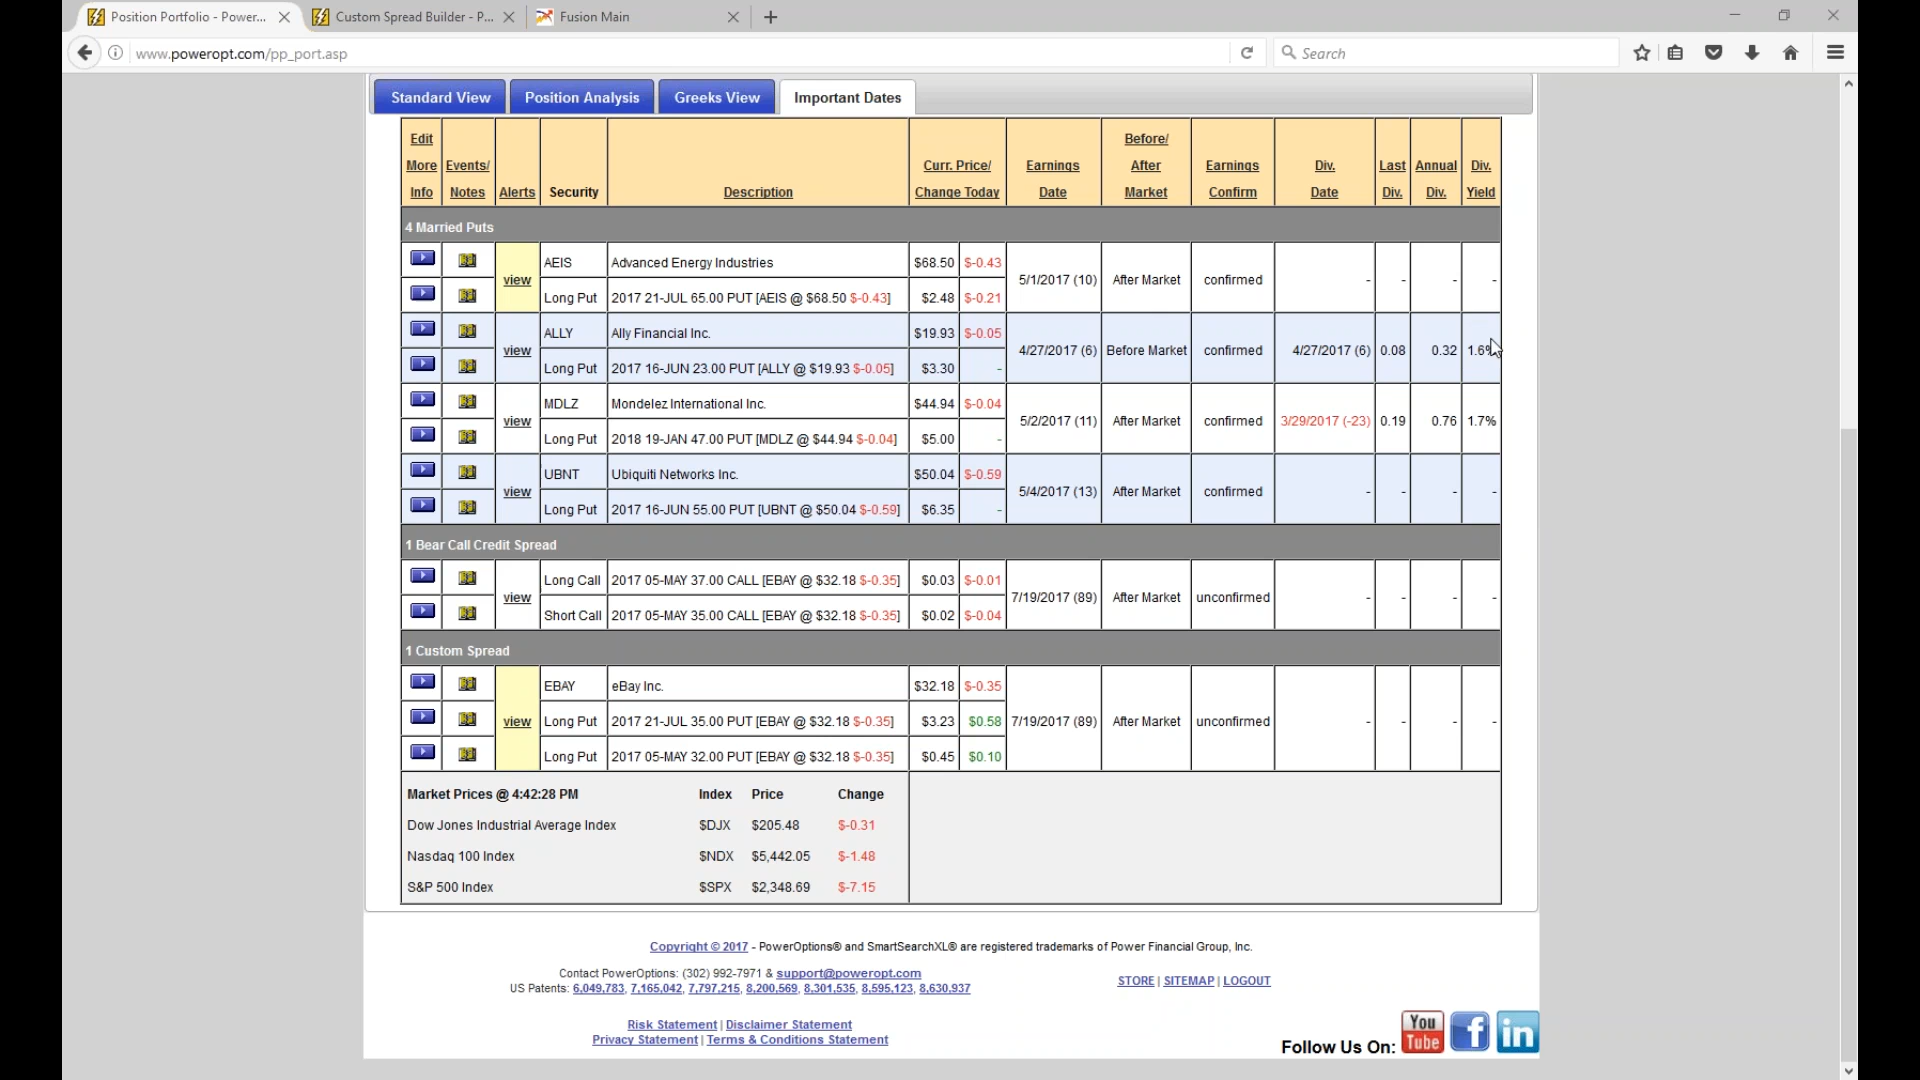 Position Portfolio - Power...
Custom Spread Builder - P...
Fusion Main
www.poweropt.com/pp_port.asp
Search
Standard View
Position Analysis
Greeks View
Important Dates
Edit More Info
Events/ Notes
Alerts
Security
Description
Curr. Price/ Change Today
Earnings Date
Before/ After Market
Earnings Confirm
Div. Date
Last Div.
Annual Div.
Div. Yield
4 Married Puts
view
AEIS Advanced Energy Industries $68.50 $-0.43 5/1/2017 (10) After Market confirmed - - - -
Long Put 2017 21-JUL 65.00 PUT [AEIS @ $68.50 $-0.43] $2.48 $-0.21
view
ALLY Ally Financial Inc. $19.93 $-0.05 4/27/2017 (6) Before Market confirmed 4/27/2017 (6) 0.08 0.32 1.6%
Long Put 2017 16-JUN 23.00 PUT [ALLY @ $19.93 $-0.05] $3.30 -
view
MDLZ Mondelez International Inc. $44.94 $-0.04 5/2/2017 (11) After Market confirmed 3/29/2017 (-23) 0.19 0.76 1.7%
Long Put 2018 19-JAN 47.00 PUT [MDLZ @ $44.94 $-0.04] $5.00 -
view
UBNT Ubiquiti Networks Inc. $50.04 $-0.59 5/4/2017 (13) After Market confirmed - - - -
Long Put 2017 16-JUN 55.00 PUT [UBNT @ $50.04 $-0.59] $6.35 -
1 Bear Call Credit Spread
view
Long Call 2017 05-MAY 37.00 CALL [EBAY @ $32.18 $-0.35] $0.03 $-0.01 7/19/2017 (89) After Market unconfirmed - - - -
Short Call 2017 05-MAY 35.00 CALL [EBAY @ $32.18 $-0.35] $0.02 $-0.04
1 Custom Spread
view
EBAY eBay Inc. $32.18 $-0.35
Long Put 2017 21-JUL 35.00 PUT [EBAY @ $32.18 $-0.35] $3.23 $0.58 7/19/2017 (89) After Market unconfirmed - - - -
Long Put 2017 05-MAY 32.00 PUT [EBAY @ $32.18 $-0.35] $0.45 $0.10
Market Prices @ 4:42:28 PM Index Price Change
Dow Jones Industrial Average Index $DJX $205.48 $-0.31
Nasdaq 100 Index $NDX $5,442.05 $-1.48
S&P 500 Index $SPX $2,348.69 $-7.15
Copyright © 2017 - PowerOptions® and SmartSearchXL® are registered trademarks of Power Financial Group, Inc.
Contact PowerOptions: (302) 992-7971 & support@poweropt.com
US Patents: 6,049,783, 7,165,042, 7,797,215, 8,200,569, 8,301,535, 8,595,123, 8,630,937
STORE | SITEMAP | LOGOUT
Risk Statement | Disclaimer Statement
Privacy Statement | Terms & Conditions Statement
Follow Us On:
You Tube
f
in